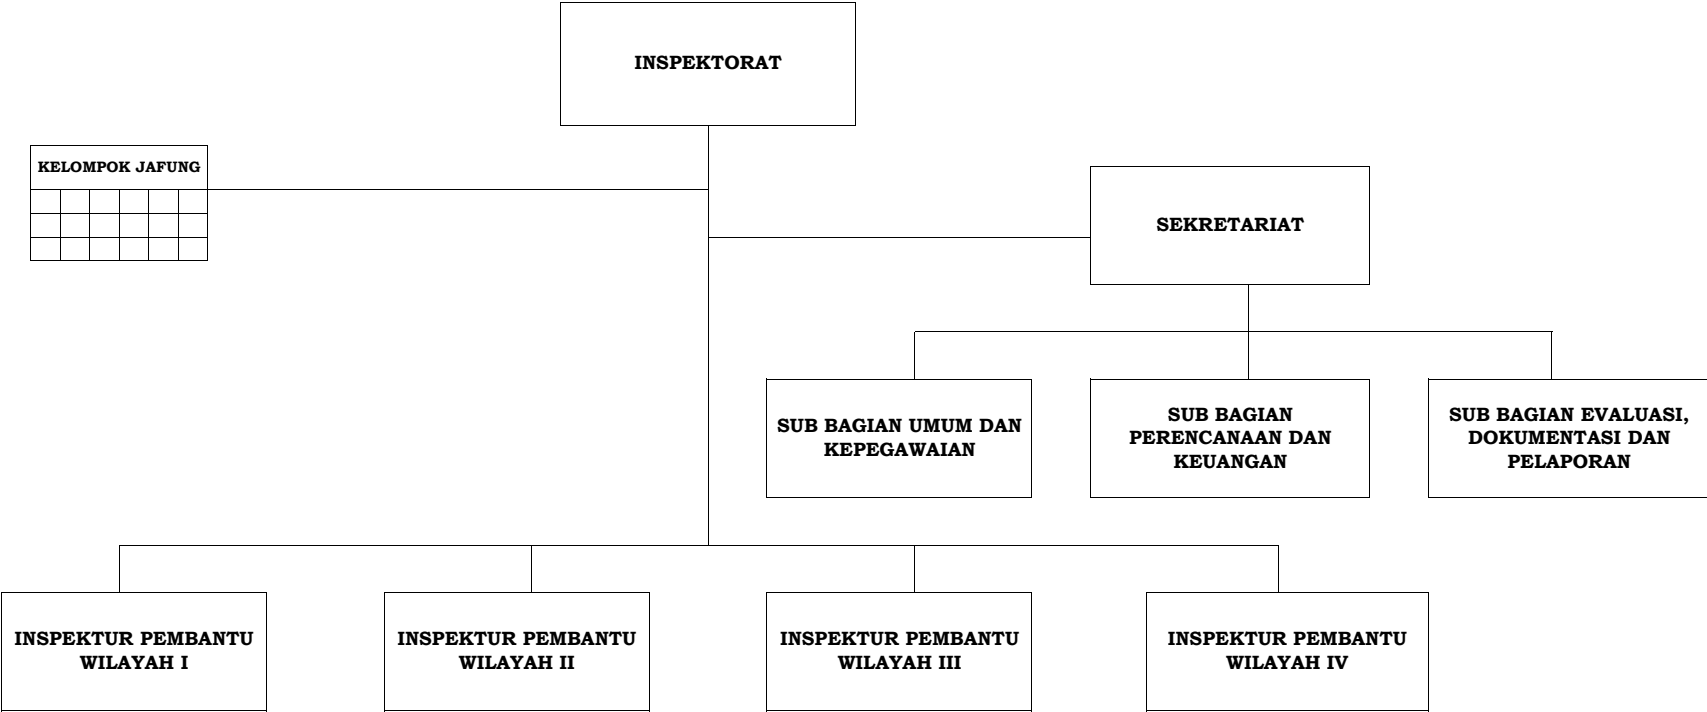 INSPEKTORAT
KELOMPOK JAFUNG
SEKRETARIAT
SUB BAGIAN UMUM DAN
KEPEGAWAIAN
SUB BAGIAN
PERENCANAAN DAN
KEUANGAN
SUB BAGIAN EVALUASI,
DOKUMENTASI DAN
PELAPORAN
INSPEKTUR PEMBANTU
WILAYAH I
INSPEKTUR PEMBANTU
WILAYAH II
INSPEKTUR PEMBANTU
WILAYAH III
INSPEKTUR PEMBANTU
WILAYAH IV